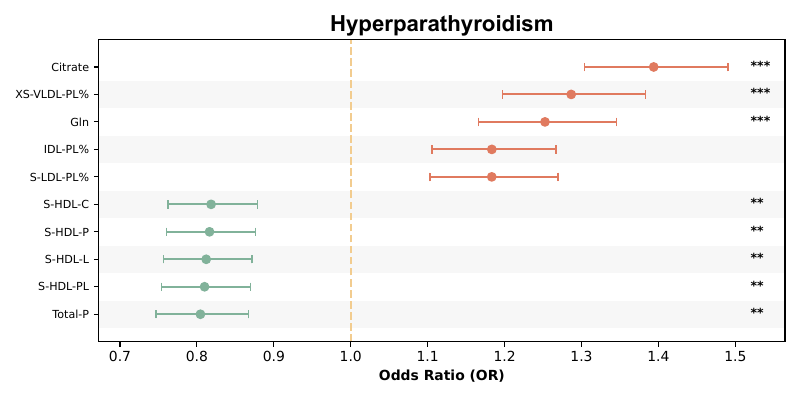 Hyperparathyroidism
Citrate ***
XS-VLDL-PL% ***
Gln ***
IDL-PL%
S-LDL-PL%
S-HDL-C **
S-HDL-P **
S-HDL-L **
S-HDL-PL **
Total-P **
0.7 0.8 0.9 1.0 1.1 1.2 1.3 1.4 1.5
Odds Ratio (OR)